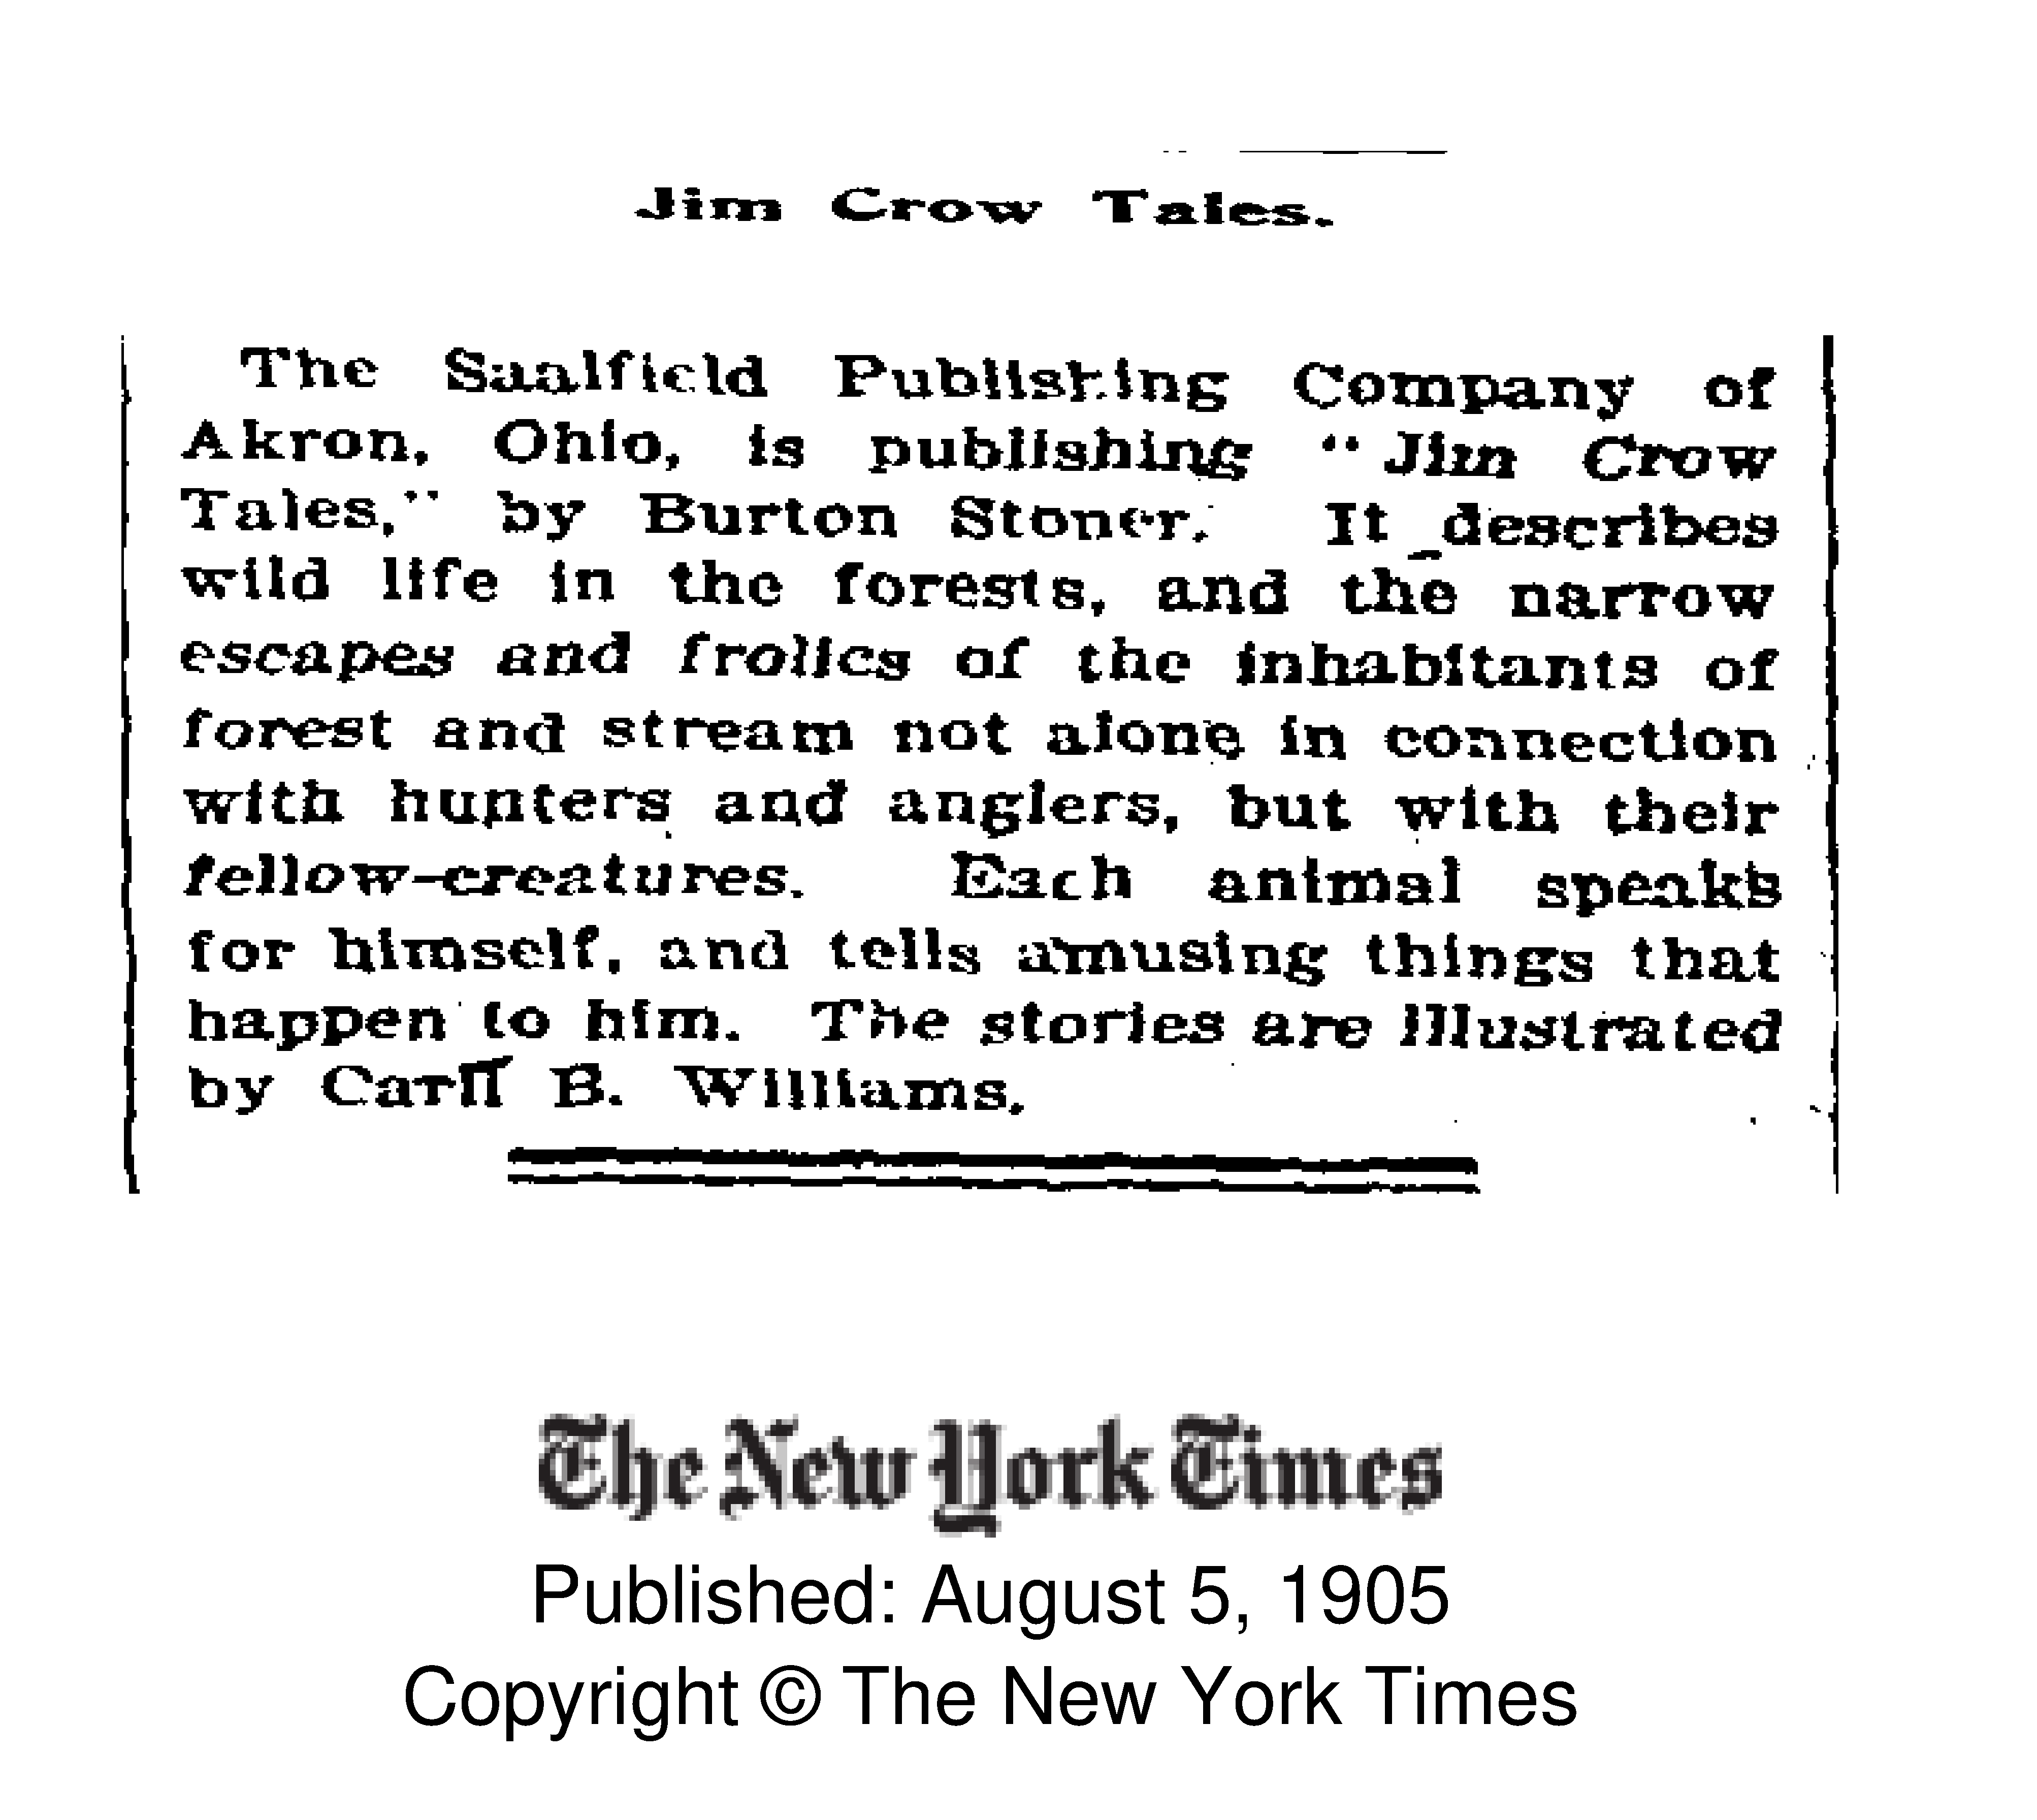 Jim Crow Tales.
The Saalfield Publishing Company of
Akron, Ohio, is publishing "Jim Crow
Tales," by Burton Stoner. It describes
wild life in the forests, and the narrow
escapes and frolics of the inhabitants of
forest and stream not alone in connection
with hunters and anglers, but with their
fellow-creatures. Each animal speaks
for himself, and tells amusing things that
happen to him. The stories are illustrated
by B. Williams.
The New York Times
Published: August 5, 1905
Copyright © The New York Times